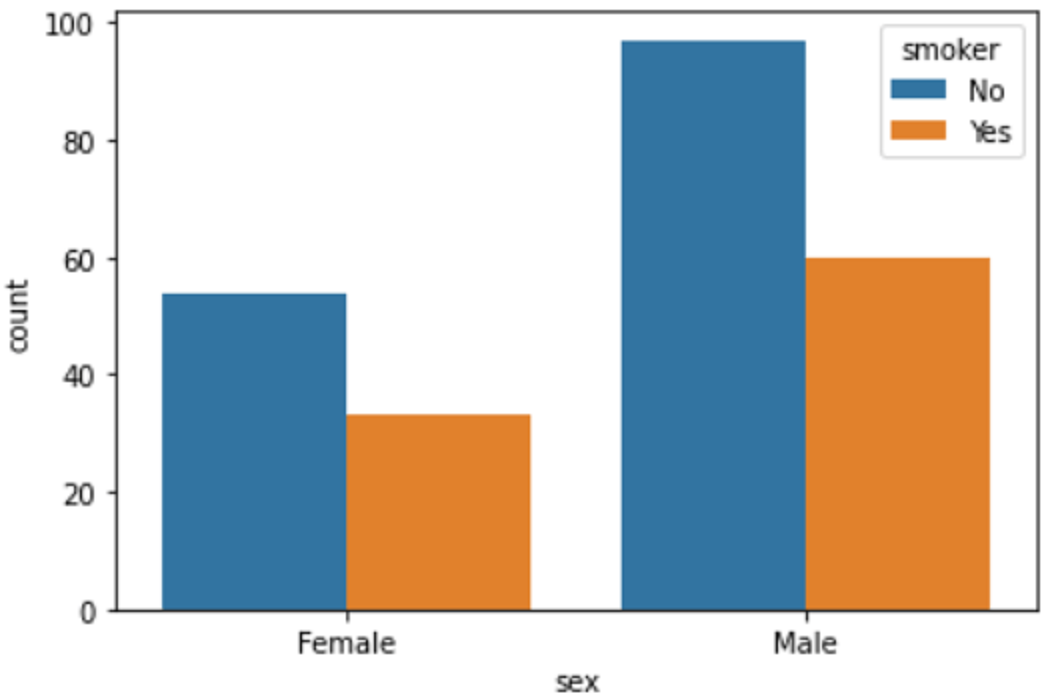 100
80
60
40
20
0
count
Female
Male
sex
smoker
No
Yes